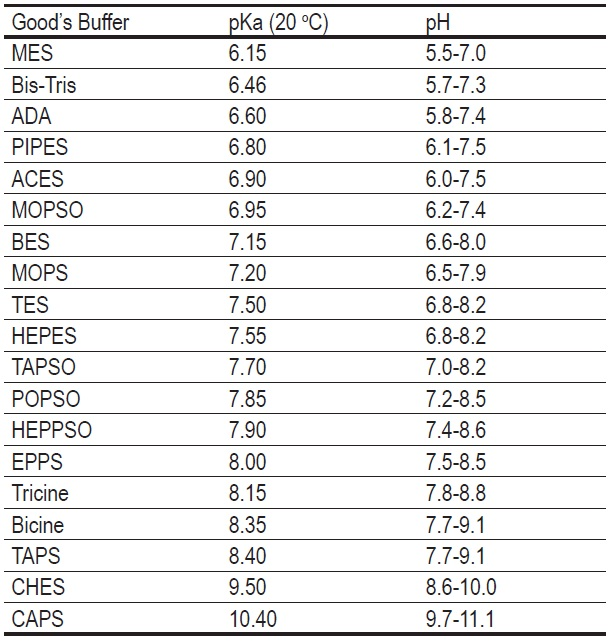 Good's Buffer pKa (20 °C) pH
MES 6.15 5.5-7.0
Bis-Tris 6.46 5.7-7.3
ADA 6.60 5.8-7.4
PIPES 6.80 6.1-7.5
ACES 6.90 6.0-7.5
MOPSO 6.95 6.2-7.4
BES 7.15 6.6-8.0
MOPS 7.20 6.5-7.9
TES 7.50 6.8-8.2
HEPES 7.55 6.8-8.2
TAPSO 7.70 7.0-8.2
POPSO 7.85 7.2-8.5
HEPPSO 7.90 7.4-8.6
EPPS 8.00 7.5-8.5
Tricine 8.15 7.8-8.8
Bicine 8.35 7.7-9.1
TAPS 8.40 7.7-9.1
CHES 9.50 8.6-10.0
CAPS 10.40 9.7-11.1